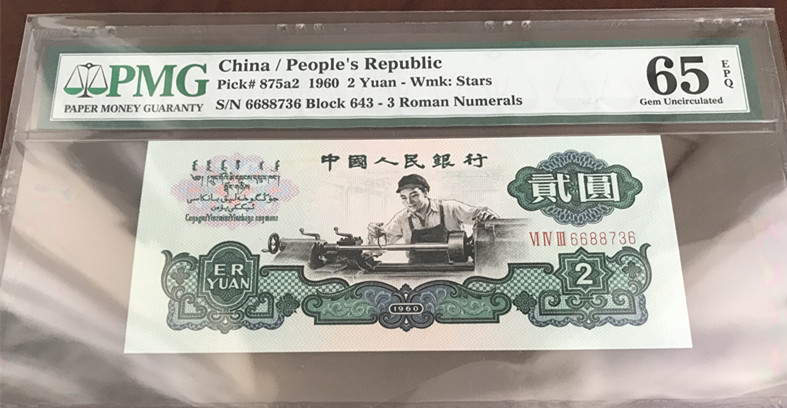 PMG
PAPER MONEY GUARANTY
China / People's Republic
Pick# 875a2 1960 2 Yuan - Wmk: Stars
S/N 6688736 Block 643 - 3 Roman Numerals
65 EPQ
Gem Uncirculated
中國人民銀行
貳圓
VI IV III 6688736
ER
YUAN
2
1960